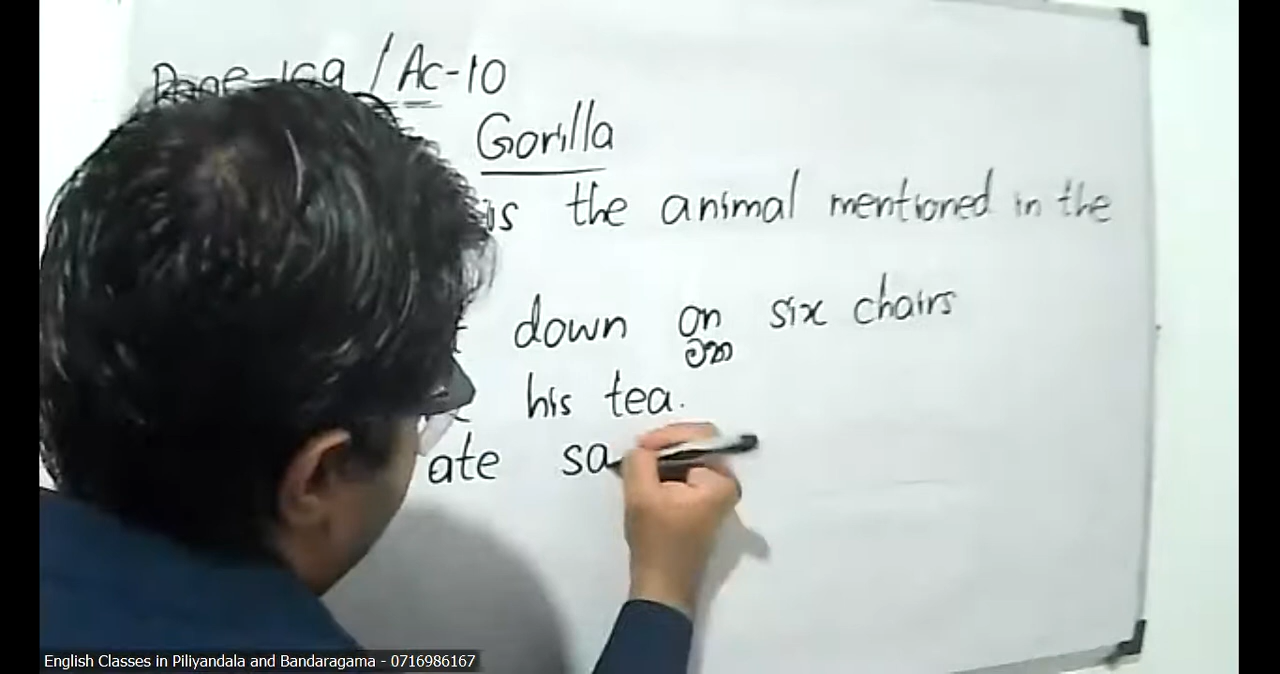 Page-169 / Ac-10
Gorilla
is the animal mentioned in the
down on six chairs
මත
his tea.
ate sa
English Classes in Piliyandala and Bandaragama - 0716986167